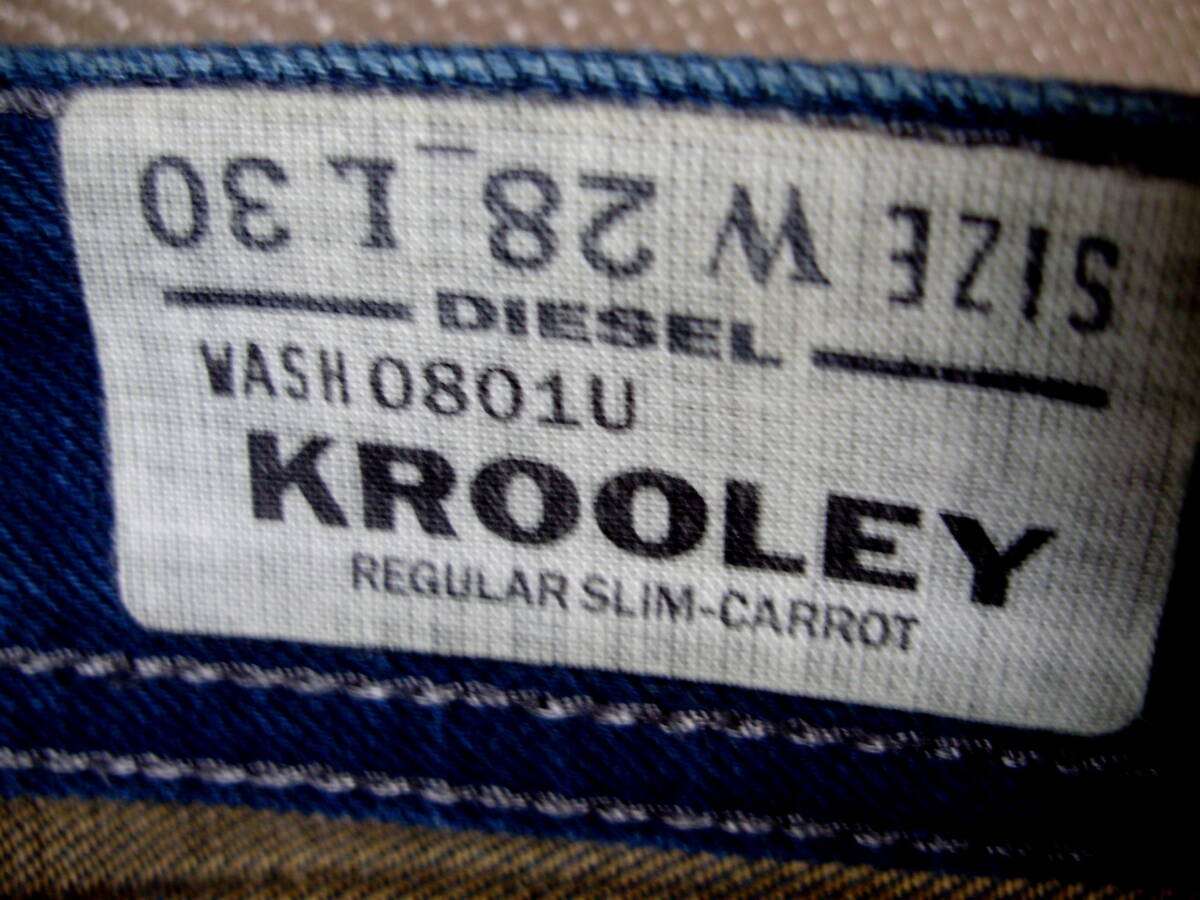 SIZE W 28 L 30
DIESEL
WASH 0801U
KROOLEY
REGULAR SLIM-CARROT